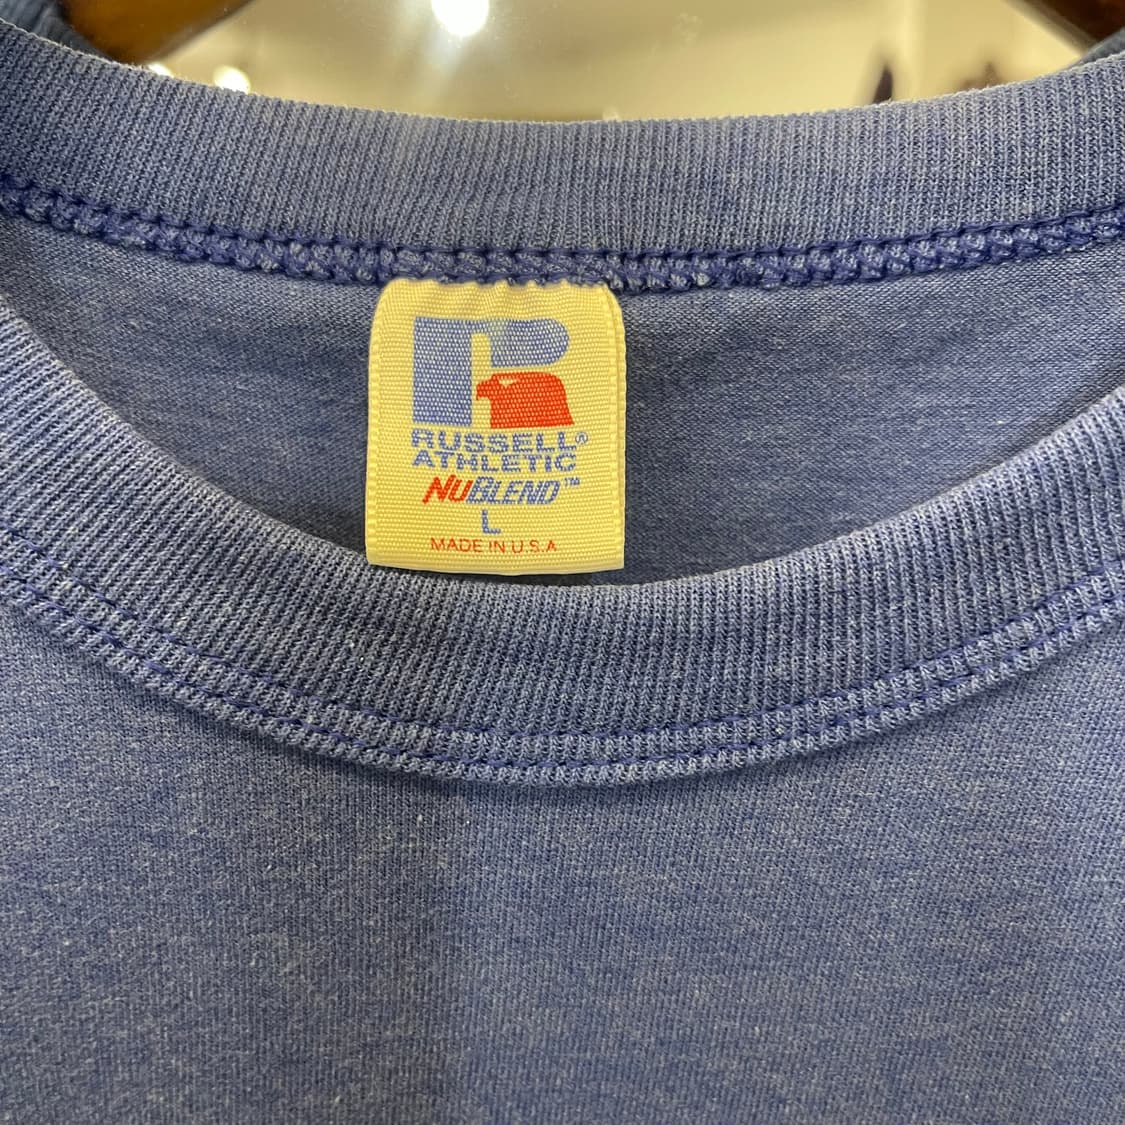 R
RUSSELL®
ATHLETIC
NUBLEND™
L
MADE IN U.S.A.